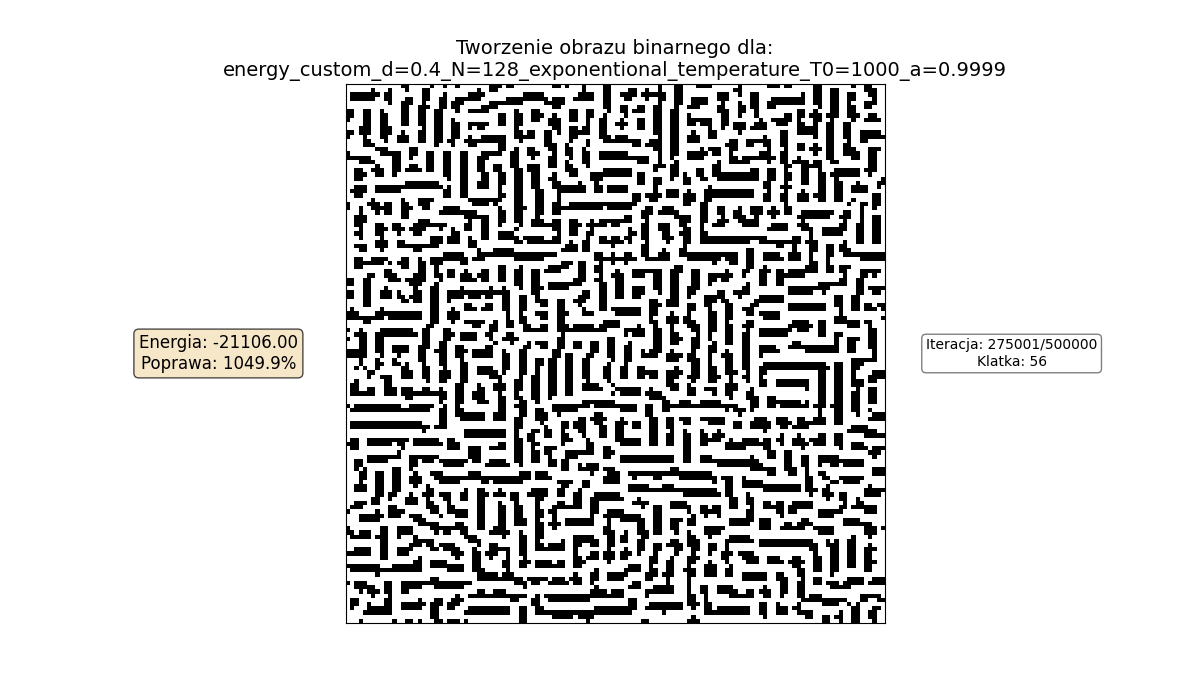 Tworzenie obrazu binarnego dla:
energy_custom_d=0.4_N=128_exponentional_temperature_T0=1000_a=0.9999
Energia: -21106.00
Poprawa: 1049.9%
Iteracja: 275001/500000
Klatka: 56